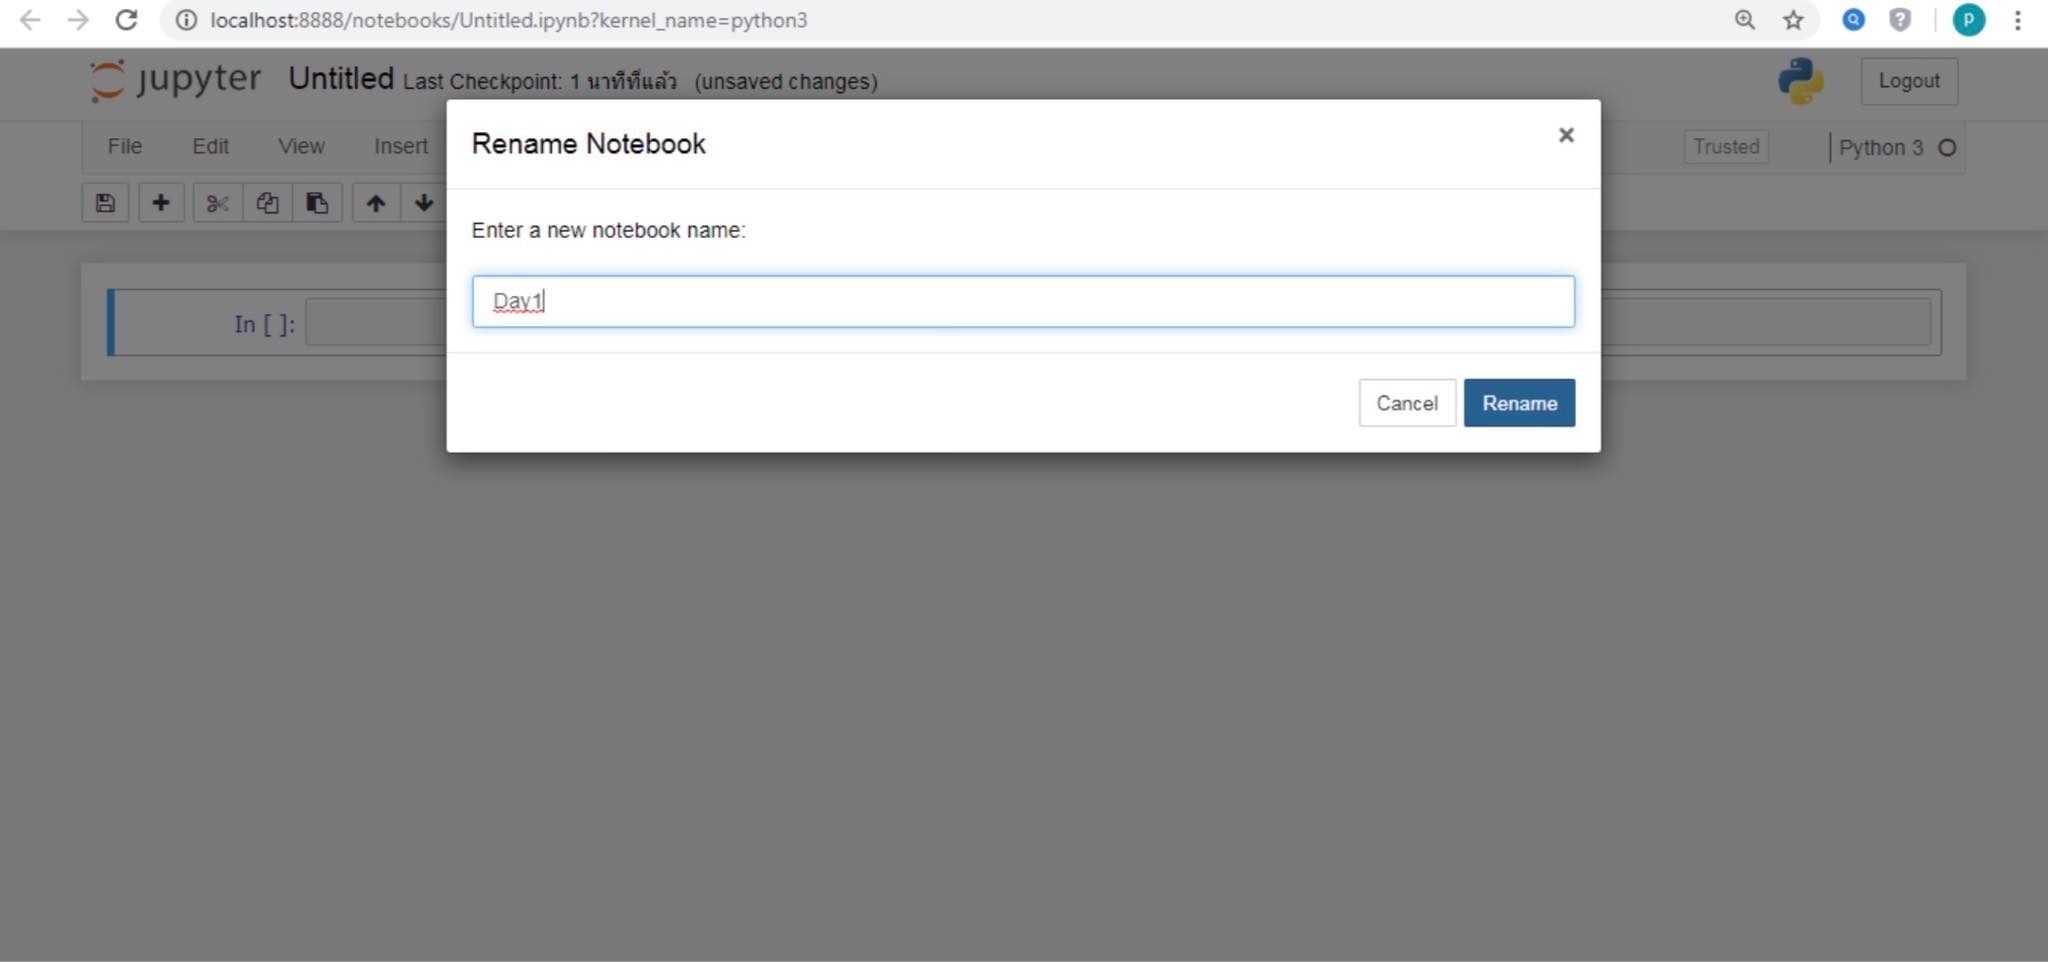 localhost:8888/notebooks/Untitled.ipynb?kernel_name=python3
P
jupyter Untitled Last Checkpoint: 1 นาทีที่แล้ว (unsaved changes)
Logout
File Edit View Insert
Trusted
Python 3
Rename Notebook
Enter a new notebook name:
Day1
In [ ]:
Cancel Rename